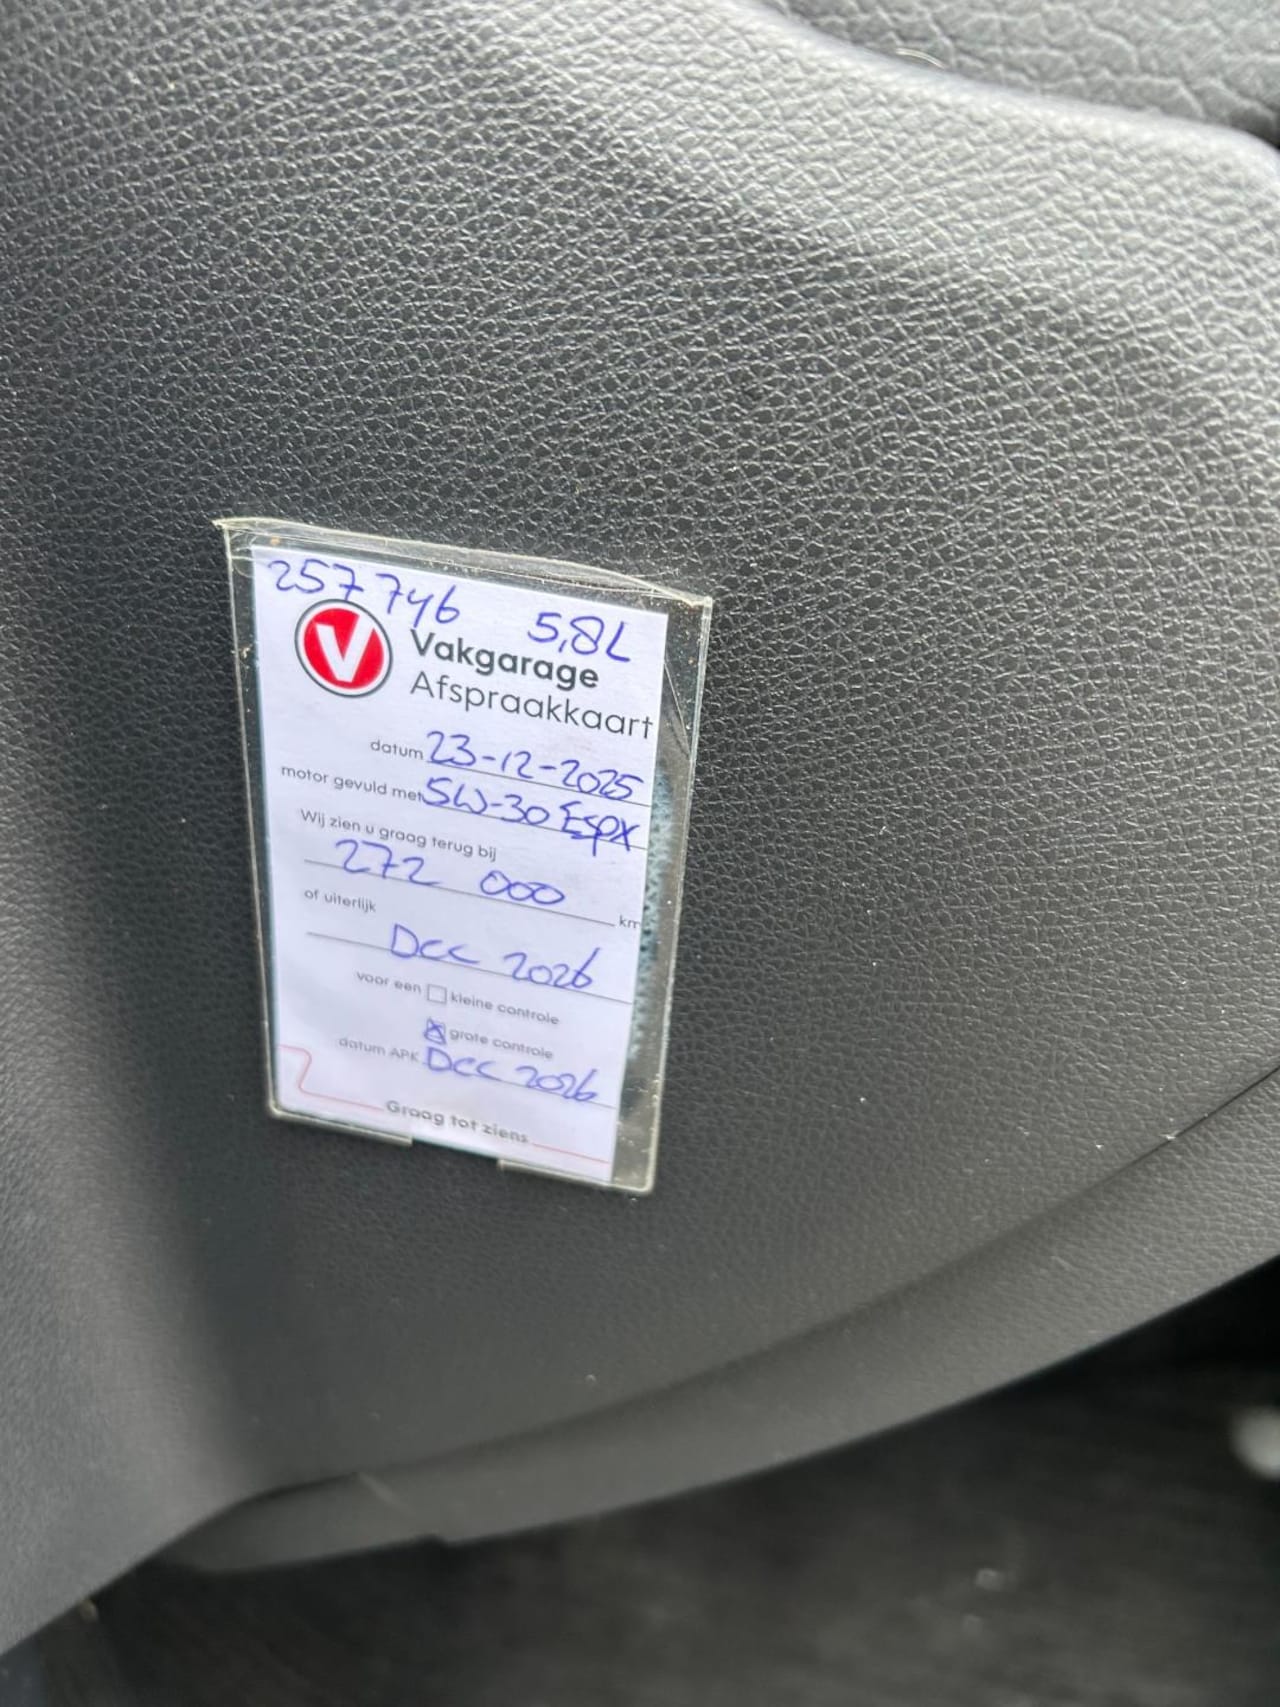 257746 5,8L
V Vakgarage
Afspraakkaart
datum 23-12-2025
motor gevuld met 5W-30 Espx
Wij zien u graag terug bij
272 000 km
of uiterlijk
Dec 2026
voor een kleine controle
grote controle
datum APK Dec 2026
Graag tot ziens